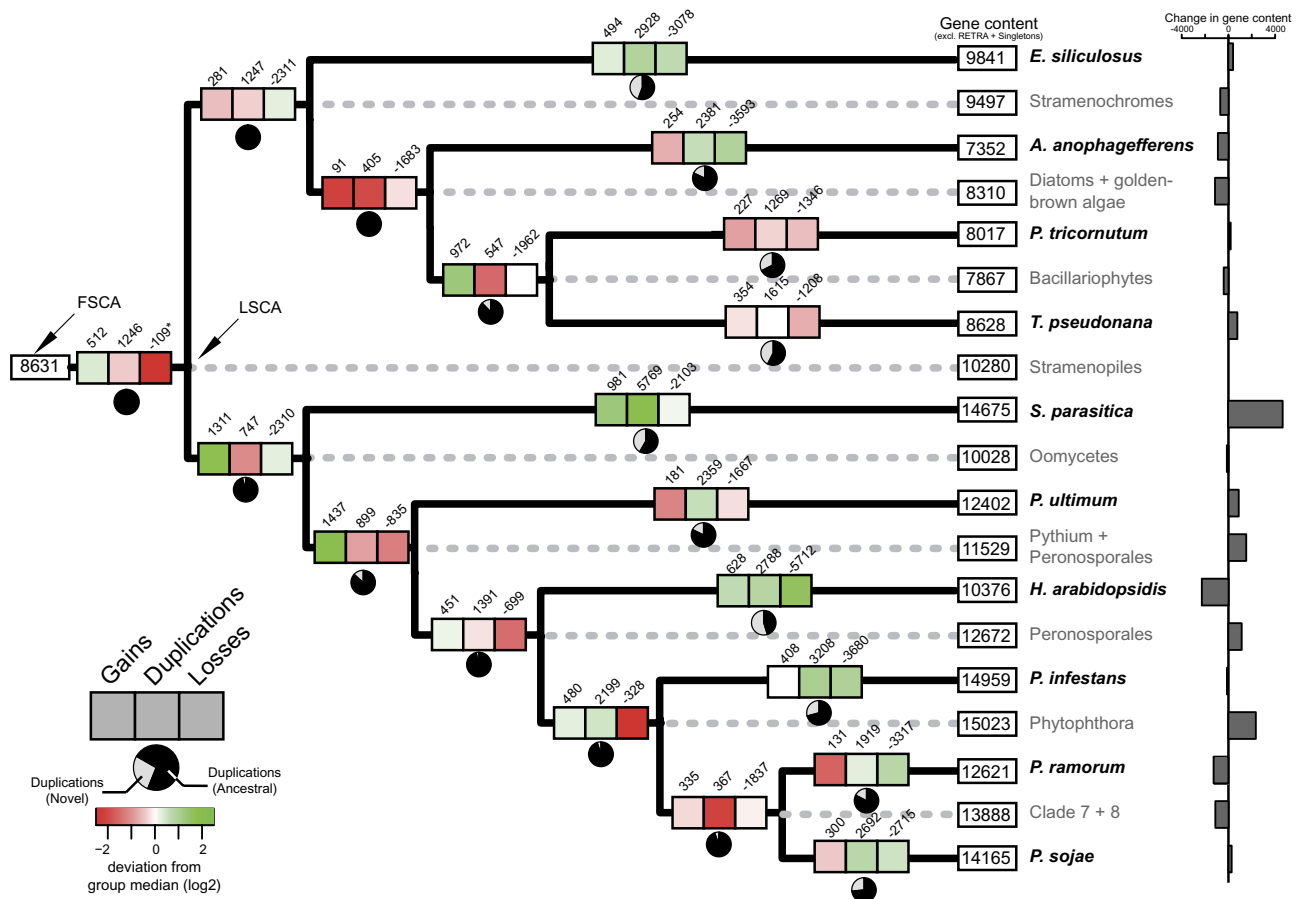 Gene content
(excl. RETRA + Singletons)
Change in gene content
-4000 0 4000
494 2928 -3078
9841 E. siliculosus
281 1247 -2311
9497 Stramenochromes
254 2381 -3593
7352 A. anophagefferens
91 405 -1683
8310 Diatoms + golden-
brown algae
227 1269 -1346
8017 P. tricornutum
972 547 -1962
7867 Bacillariophytes
354 1615 -1208
8628 T. pseudonana
FSCA
LSCA
8631
512 1246 -109*
10280 Stramenopiles
981 5769 -2103
14675 S. parasitica
1311 747 -2310
10028 Oomycetes
181 2359 -1667
12402 P. ultimum
1437 899 -835
11529 Pythium +
Peronosporales
628 2788 -5712
10376 H. arabidopsidis
451 1391 -699
12672 Peronosporales
408 3208 -3680
14959 P. infestans
480 2199 -328
15023 Phytophthora
131 1919 -3317
12621 P. ramorum
335 367 -1837
13888 Clade 7 + 8
300 2692 -2715
14165 P. sojae
Gains
Duplications
Losses
Duplications
(Novel)
Duplications
(Ancestral)
−2 0 2
deviation from
group median (log2)